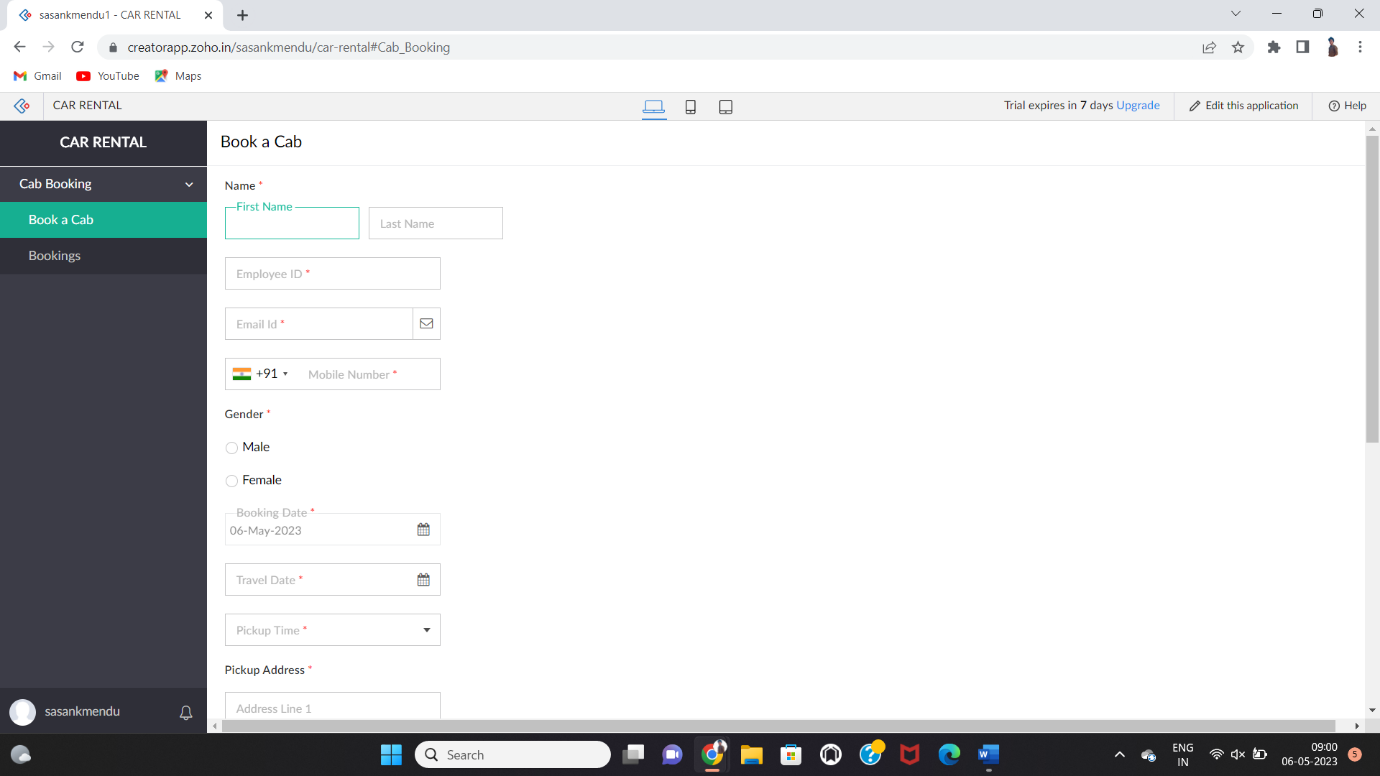 sasankmendu1 - CAR RENTAL
creatorapp.zoho.in/sasankmendu/car-rental#Cab_Booking
Gmail YouTube Maps
CAR RENTAL Trial expires in 7 days Upgrade Edit this application Help
CAR RENTAL
Cab Booking
Book a Cab
Bookings
sasankmendu
Book a Cab
Name *
First Name
Last Name
Employee ID *
Email Id *
+91 Mobile Number *
Gender *
Male
Female
Booking Date *
06-May-2023
Travel Date *
Pickup Time *
Pickup Address *
Address Line 1
Search
ENG
IN
09:00
06-05-2023
5